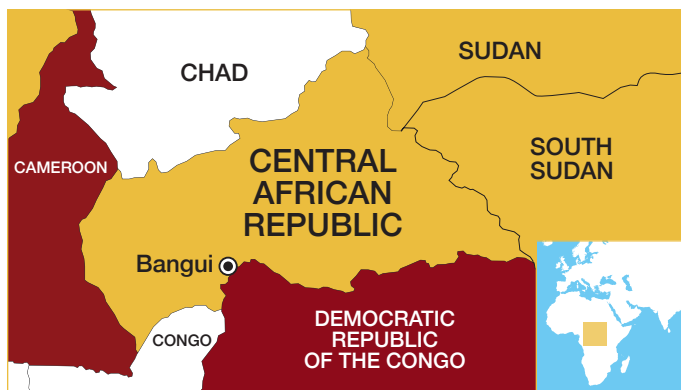 SUDAN
CHAD
SOUTH
SUDAN
CAMEROON
CENTRAL
AFRICAN
REPUBLIC
Bangui
CONGO
DEMOCRATIC
REPUBLIC
OF THE CONGO